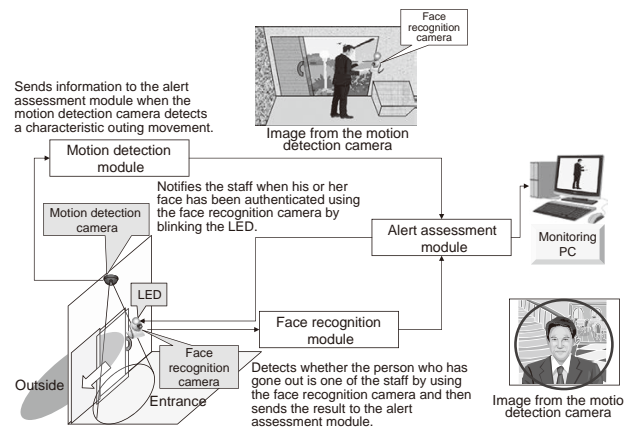 Face
recognition
camera
Sends information to the alert
assessment module when the
motion detection camera detects
a characteristic outing movement.
Image from the motion
detection camera
Motion detection
module
Notifies the staff when his or her
face has been authenticated using
the face recognition camera by
blinking the LED.
Motion detection
camera
Alert assessment
module
Monitoring
PC
LED
Face recognition
module
Face
recognition
camera
Outside
Entrance
Detects whether the person who has
gone out is one of the staff by using
the face recognition camera and then
sends the result to the alert
assessment module.
Image from the motio
detection camera